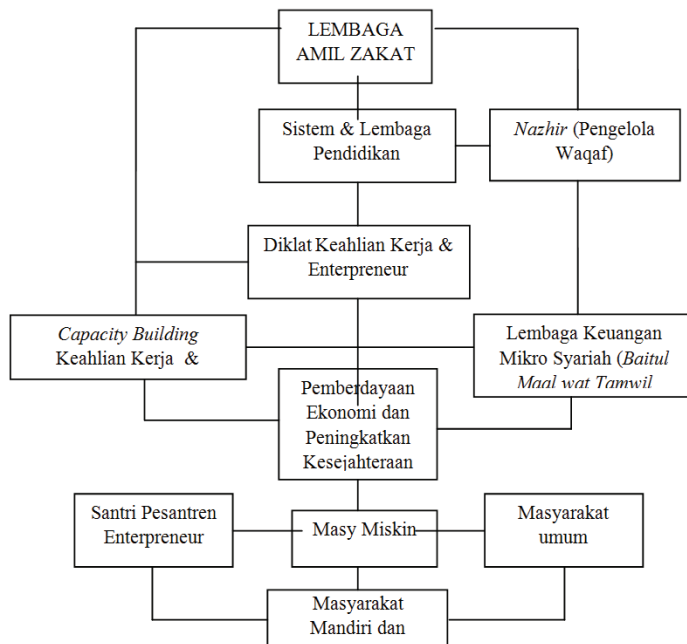 LEMBAGA
AMIL ZAKAT
Sistem & Lembaga
Pendidikan
Nazhir (Pengelola
Waqaf)
Diklat Keahlian Kerja &
Enterpreneur
Capacity Building
Keahlian Kerja &
Lembaga Keuangan
Mikro Syariah (Baitul
Maal wat Tamwil
Pemberdayaan
Ekonomi dan
Peningkatkan
Kesejahteraan
Santri Pesantren
Enterpreneur
Masy Miskin
Masyarakat
umum
Masyarakat
Mandiri dan